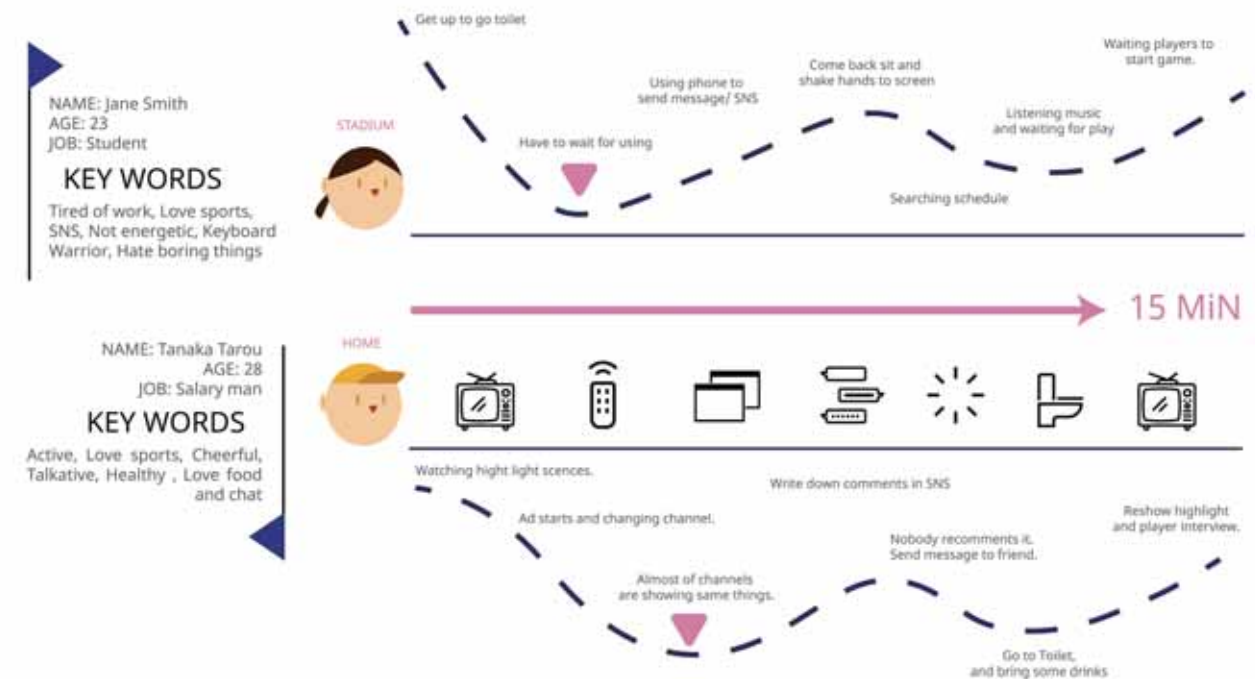 Get up to go toilet
Waiting players to
start game.
Come back sit and
shake hands to screen
Using phone to
send message/ SNS
NAME: Jane Smith
AGE: 23
JOB: Student
Listening music
and waiting for play
STADIUM
Have to wait for using
KEY WORDS
Tired of work, Love sports,
SNS, Not energetic, Keyboard
Warrior, Hate boring things
Searching schedule
15 MiN
NAME: Tanaka Tarou
AGE: 28
JOB: Salary man
HOME
KEY WORDS
Active, Love sports, Cheerful,
Talkative, Healthy , Love food
and chat
Watching hight light scences.
Write down comments in SNS
Ad starts and changing channel.
Reshow highlight
and player interview.
Nobody recomments it.
Send message to friend.
Almost of channels
are showing same things.
Go to Toilet,
and bring some drinks